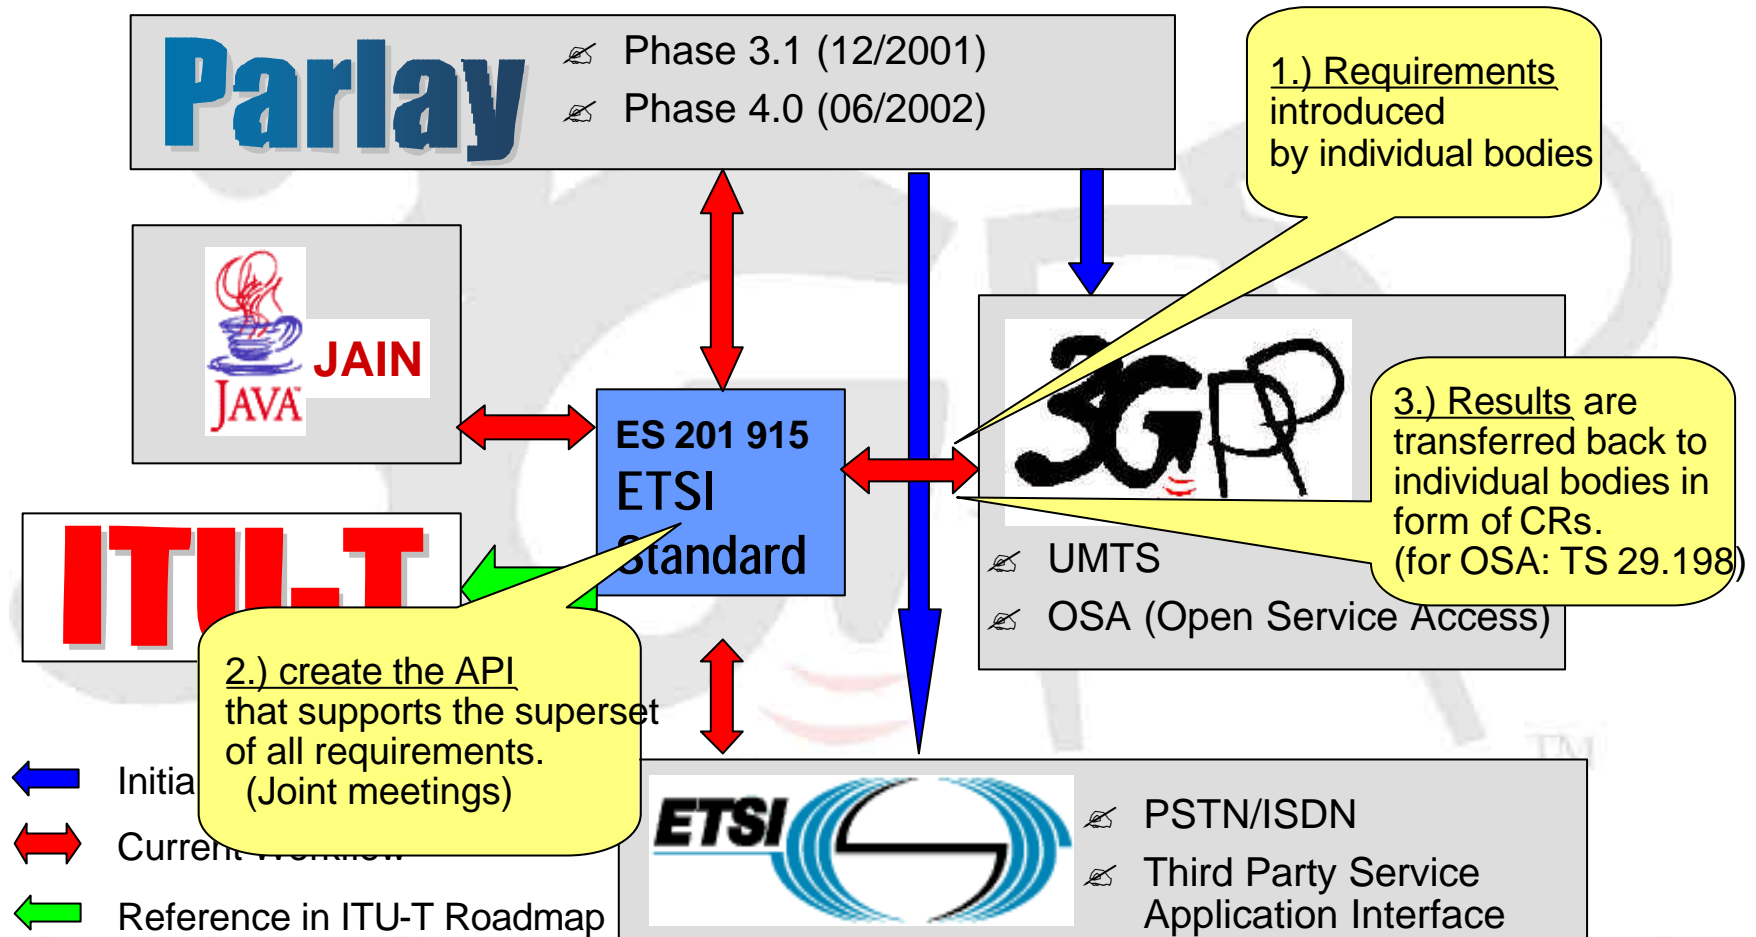 Parlay
Phase 3.1 (12/2001)
Phase 4.0 (06/2002)
1.) Requirements
introduced
by individual bodies
JAVA
JAIN
3GPP
ES 201 915
ETSI
Standard
3.) Results are
transferred back to
individual bodies in
form of CRs.
(for OSA: TS 29.198)
UMTS
OSA (Open Service Access)
ITU-T
2.) create the API
that supports the superset
of all requirements.
(Joint meetings)
Current Workflow
Reference in ITU-T Roadmap
ETSI
PSTN/ISDN
Third Party Service
Application Interface
TM